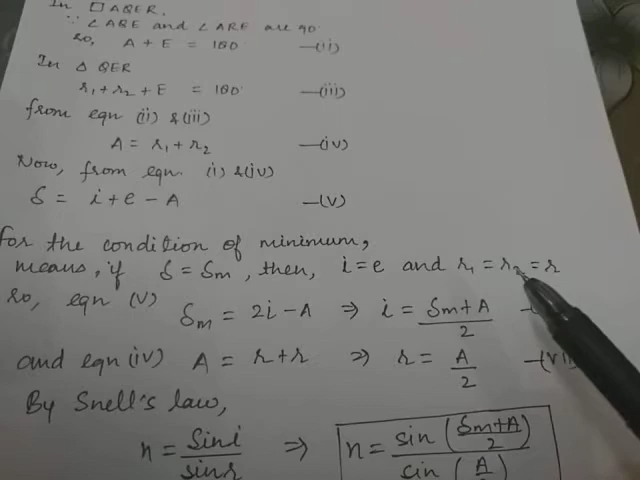 In □AQER,
∵ ∠AQE and ∠ARE are 90
so, A + E = 180 —(ii)
In Δ QER
r₁+r₂+E = 180 —(iii)
from eqn (ii) &(iii)
A = r₁+r₂ —(iv)
Now, from eqn. (i) &(iv)
δ = i+e-A —(v)
for the condition of minimum,
means, if δ = δm, then, i=e and r₁=r₂=r
so, eqn (v) δm = 2i-A ⇒ i = (δm+A)/2
and eqn (iv) A = r+r ⇒ r = A/2 —(vii)
By Snell's law,
n = sini/sinr ⇒ n = sin((δm+A)/2)/sin(A/2)